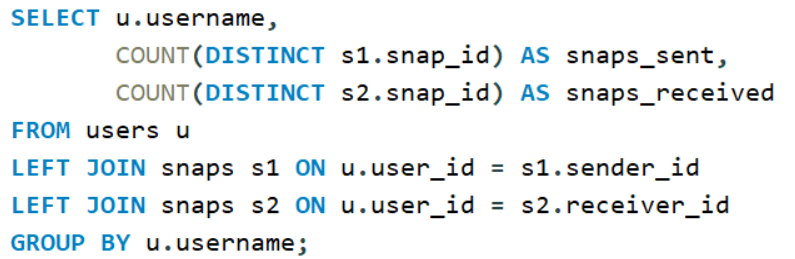 SELECT u.username,
       COUNT(DISTINCT s1.snap_id) AS snaps_sent,
       COUNT(DISTINCT s2.snap_id) AS snaps_received
FROM users u
LEFT JOIN snaps s1 ON u.user_id = s1.sender_id
LEFT JOIN snaps s2 ON u.user_id = s2.receiver_id
GROUP BY u.username;